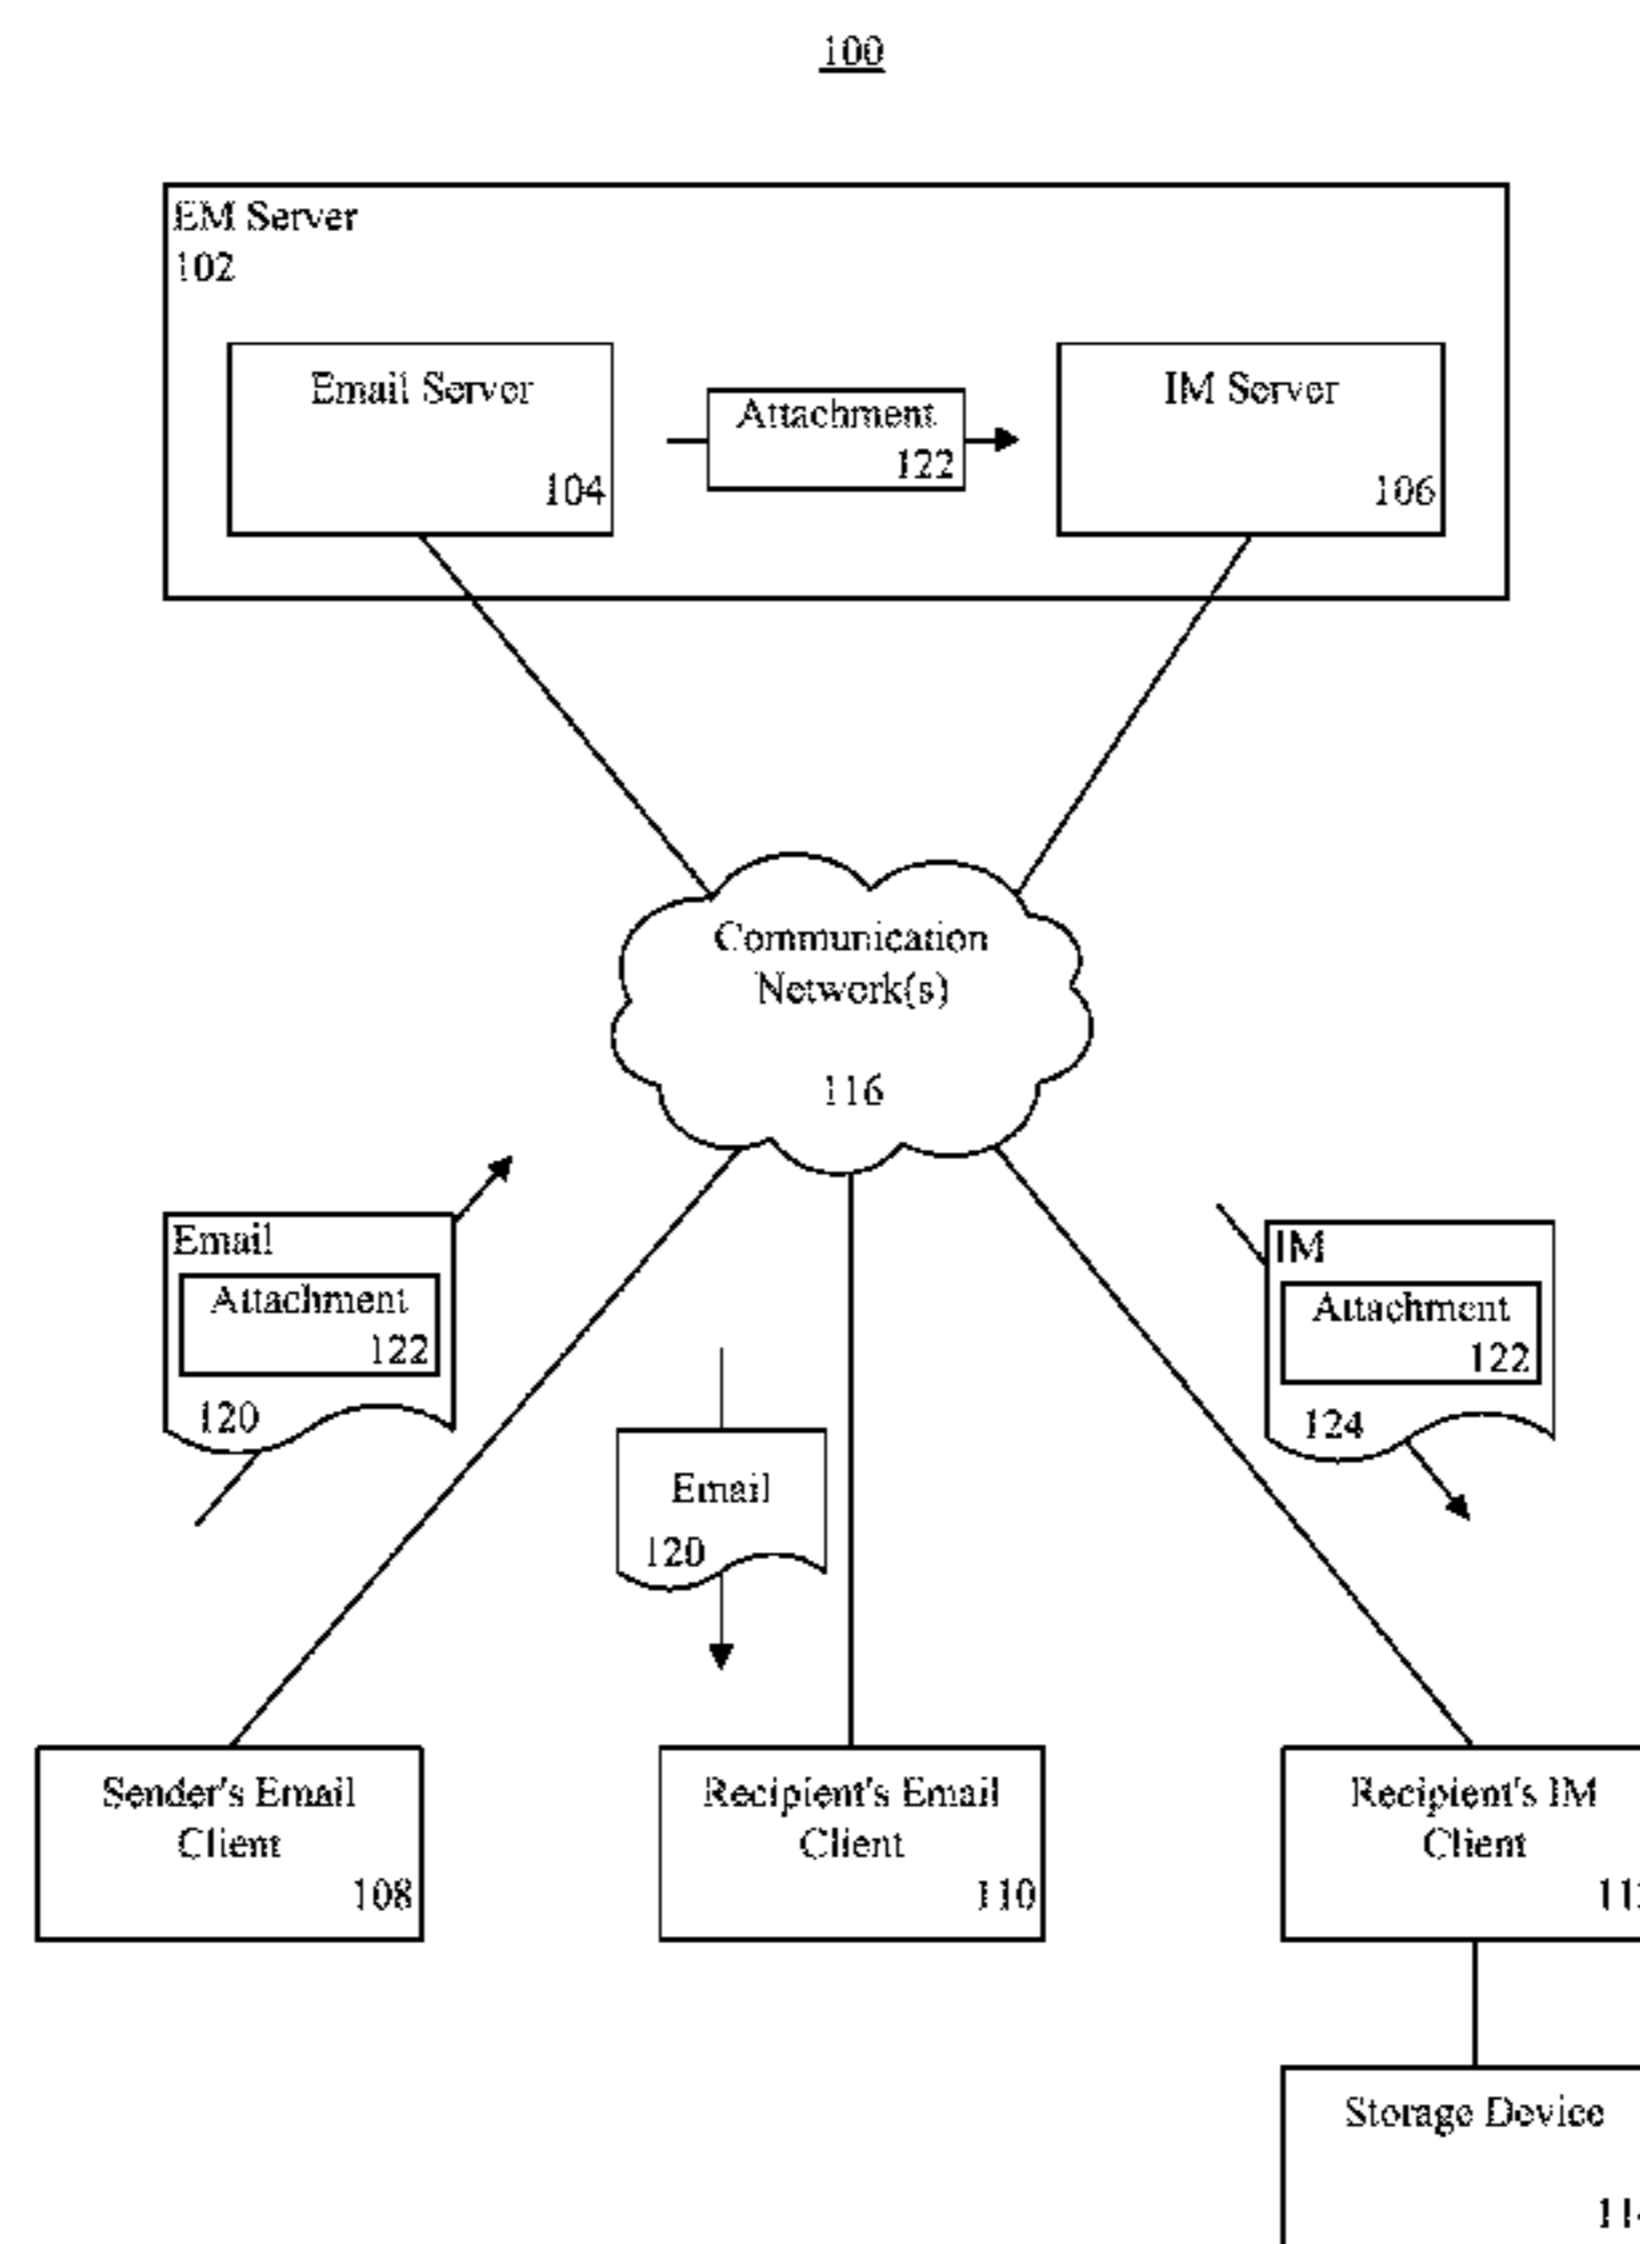 100
EM Server
102
Email Server
104
Attachment
122
IM Server
106
Communication
Network(s)
116
Email
Attachment
122
120
Email
120
IM
Attachment
122
124
Sender's Email
Client
108
Recipient's Email
Client
110
Recipient's IM
Client
Storage Device